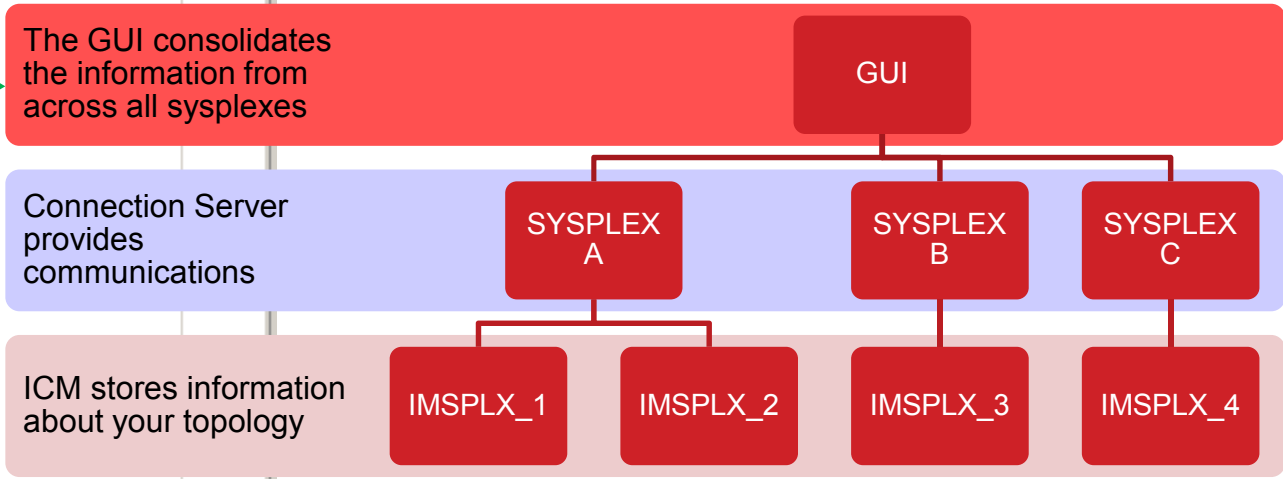 The GUI consolidates
the information from
across all sysplexes
GUI
Connection Server
provides
communications
SYSPLEX
A
SYSPLEX
B
SYSPLEX
C
ICM stores information
about your topology
IMSPLX_1
IMSPLX_2
IMSPLX_3
IMSPLX_4